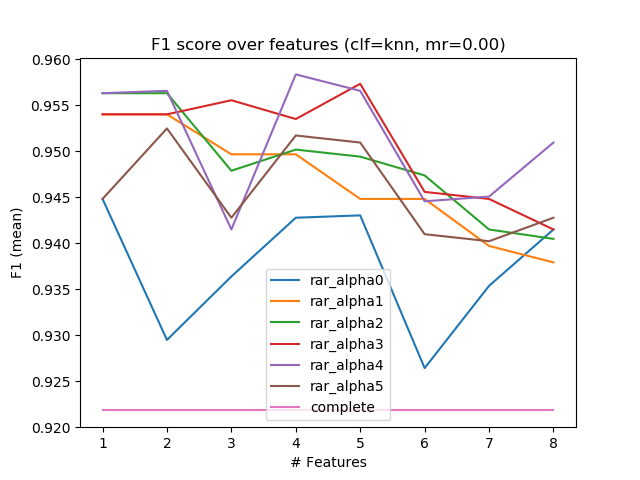 F1 score over features (clf=knn, mr=0.00)
0.960
0.955
0.950
0.945
0.940
0.935
0.930
0.925
0.920
F1 (mean)
rar_alpha0
rar_alpha1
rar_alpha2
rar_alpha3
rar_alpha4
rar_alpha5
complete
1 2 3 4 5 6 7 8
# Features